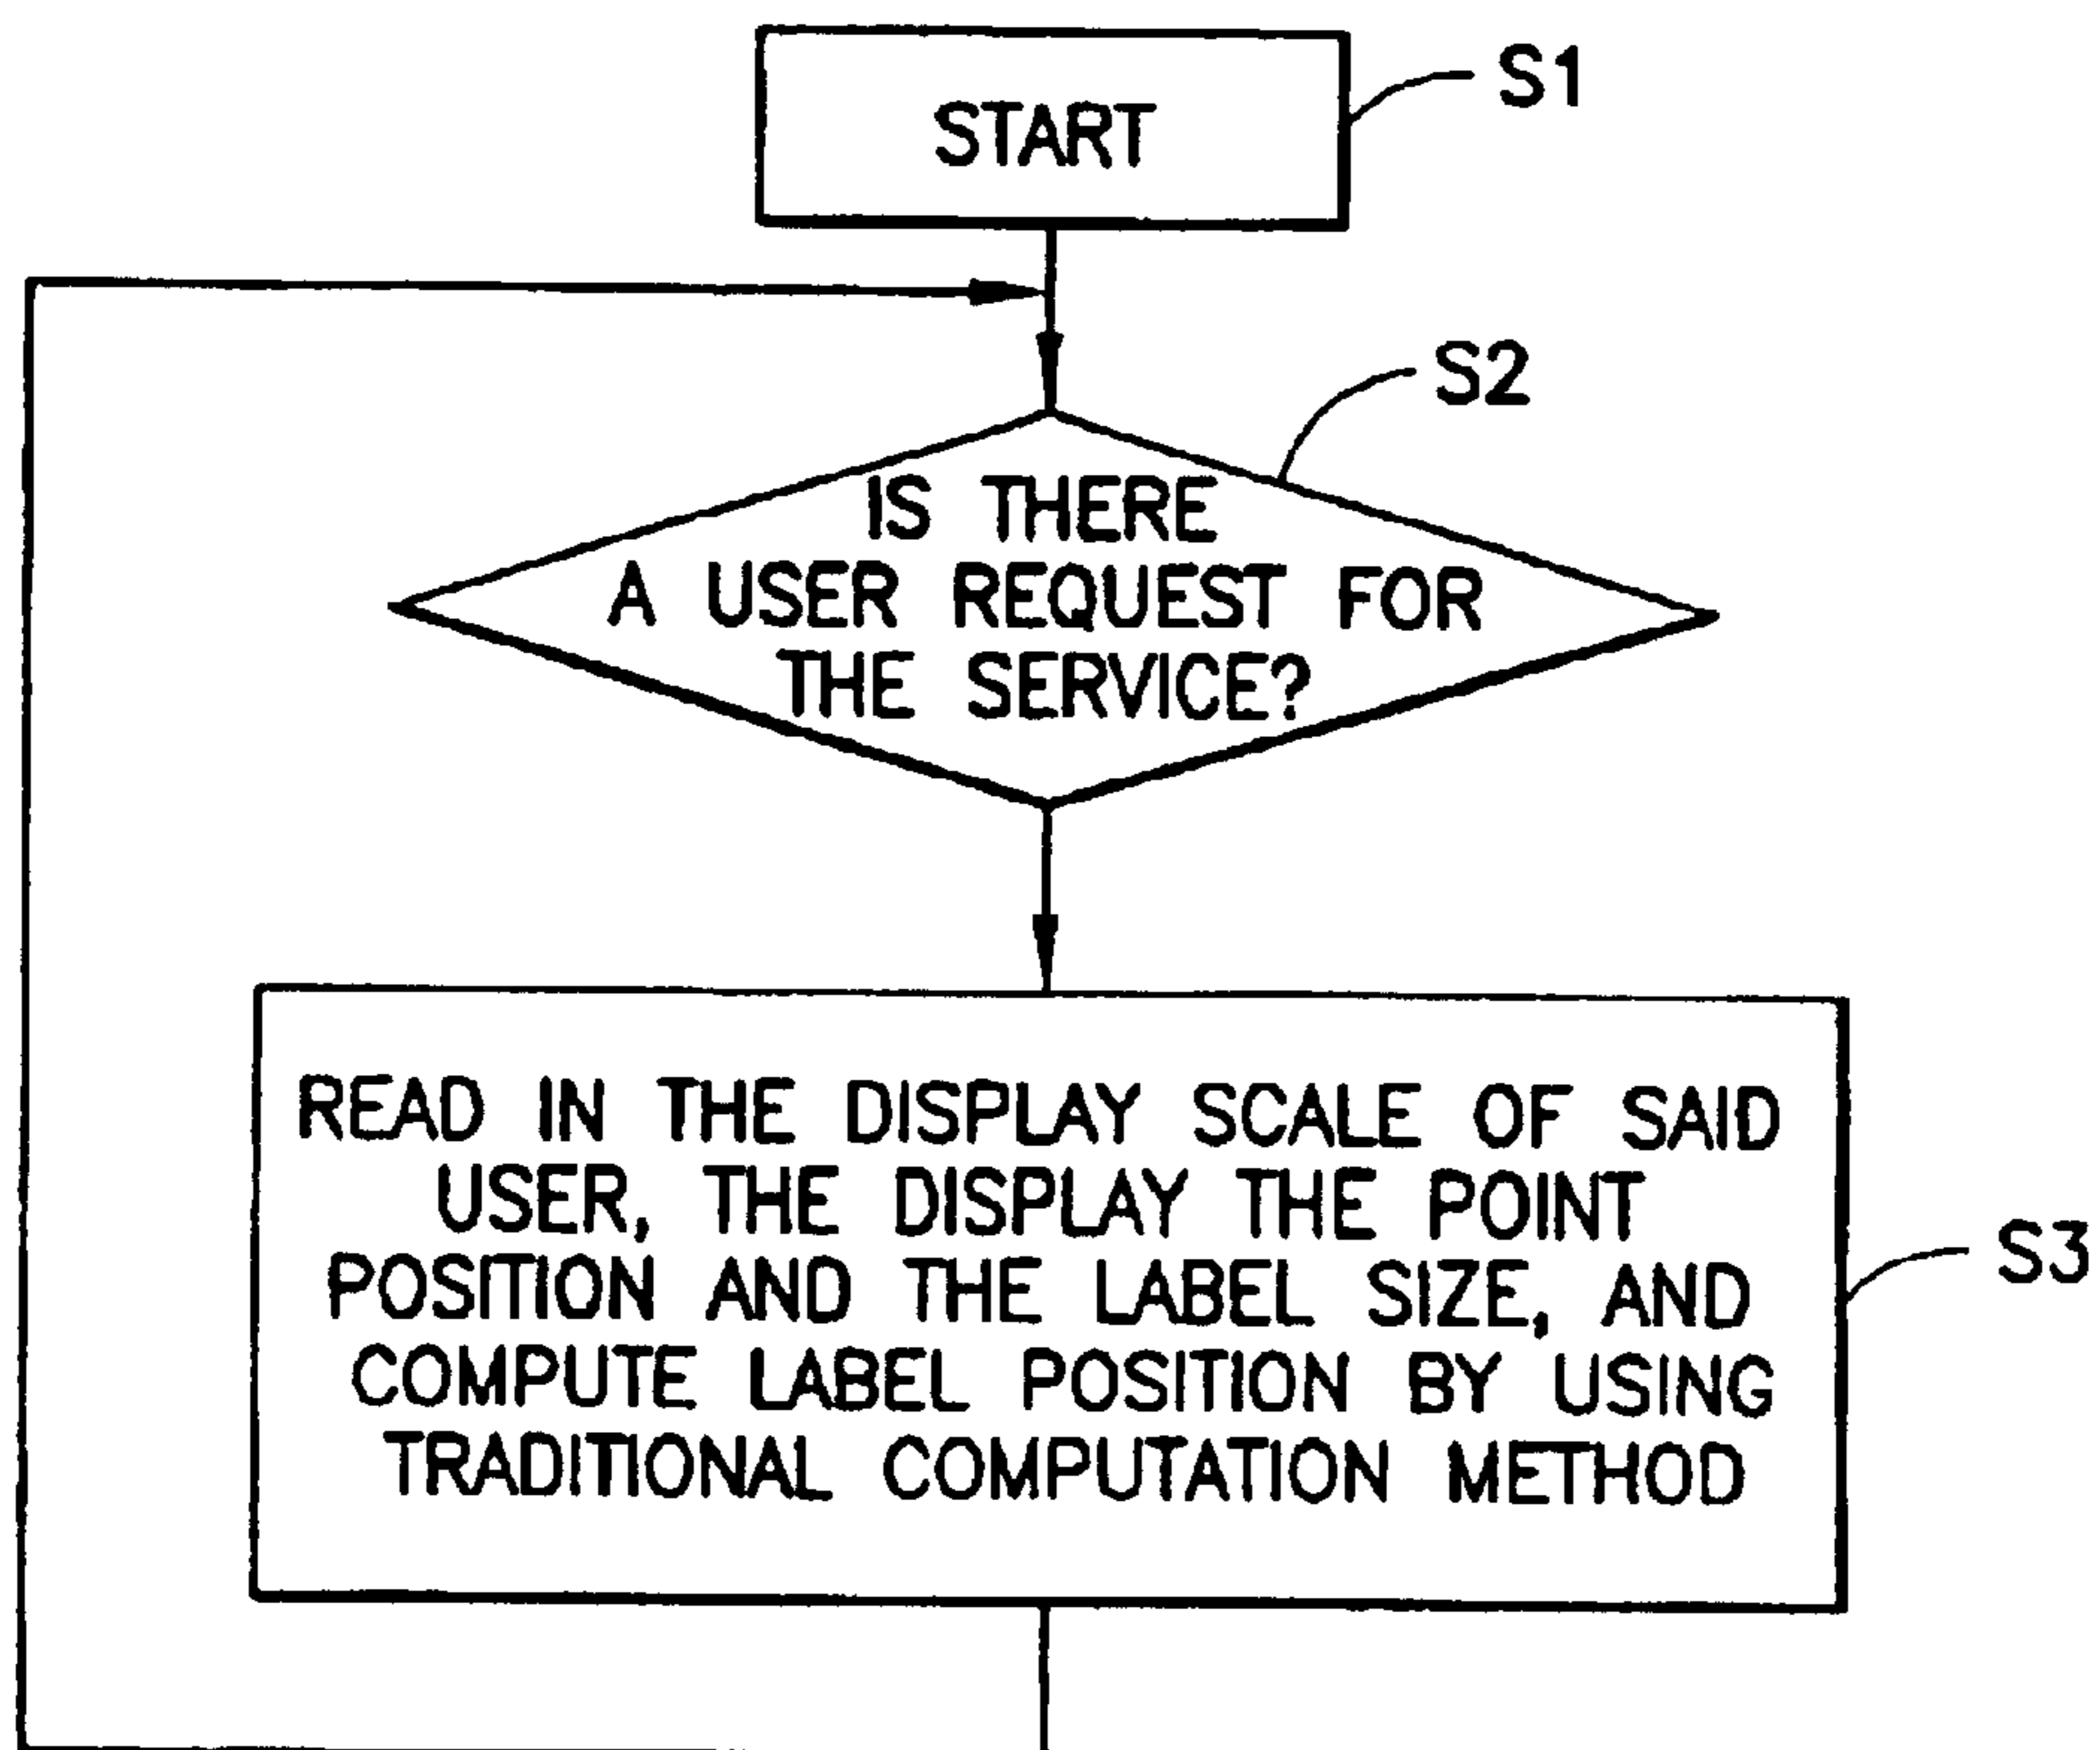 START
S1
S2
IS THERE
A USER REQUEST FOR
THE SERVICE?
READ IN THE DISPLAY SCALE OF SAID
USER, THE DISPLAY THE POINT
POSITION AND THE LABEL SIZE, AND
COMPUTE LABEL POSITION BY USING
TRADITIONAL COMPUTATION METHOD
S3